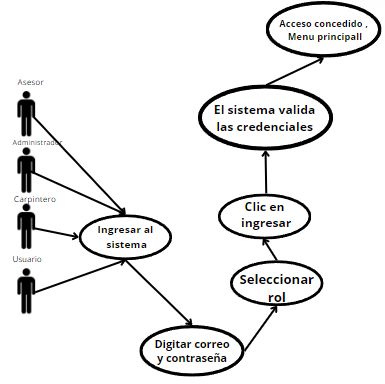 Acceso concedido ,
Menu principall
Asesor
El sistema valida
las credenciales
Administrador
Carpintero
Clic en
ingresar
Ingresar al
sistema
Usuario
Seleccionar
rol
Digitar correo
y contraseña